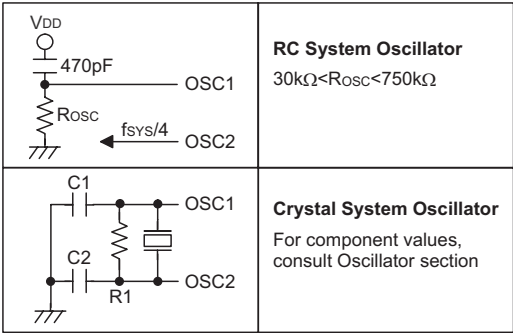 VDD
470pF
OSC1
ROSC
fSYS/4
OSC2
RC System Oscillator
30kΩ<ROSC<750kΩ
C1
OSC1
C2
OSC2
R1
Crystal System Oscillator
For component values,
consult Oscillator section